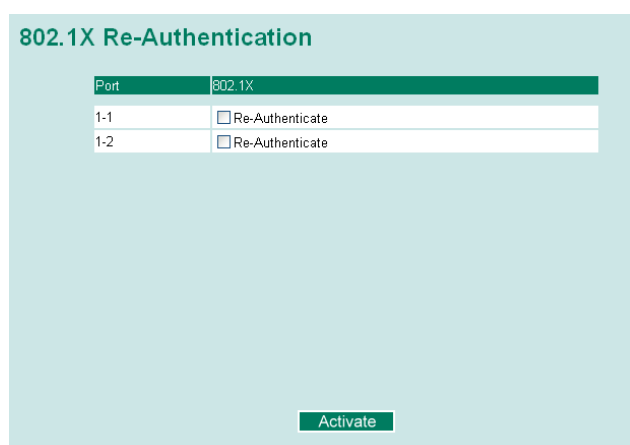 802.1X Re-Authentication
Port 802.1X
1-1 Re-Authenticate
1-2 Re-Authenticate
Activate